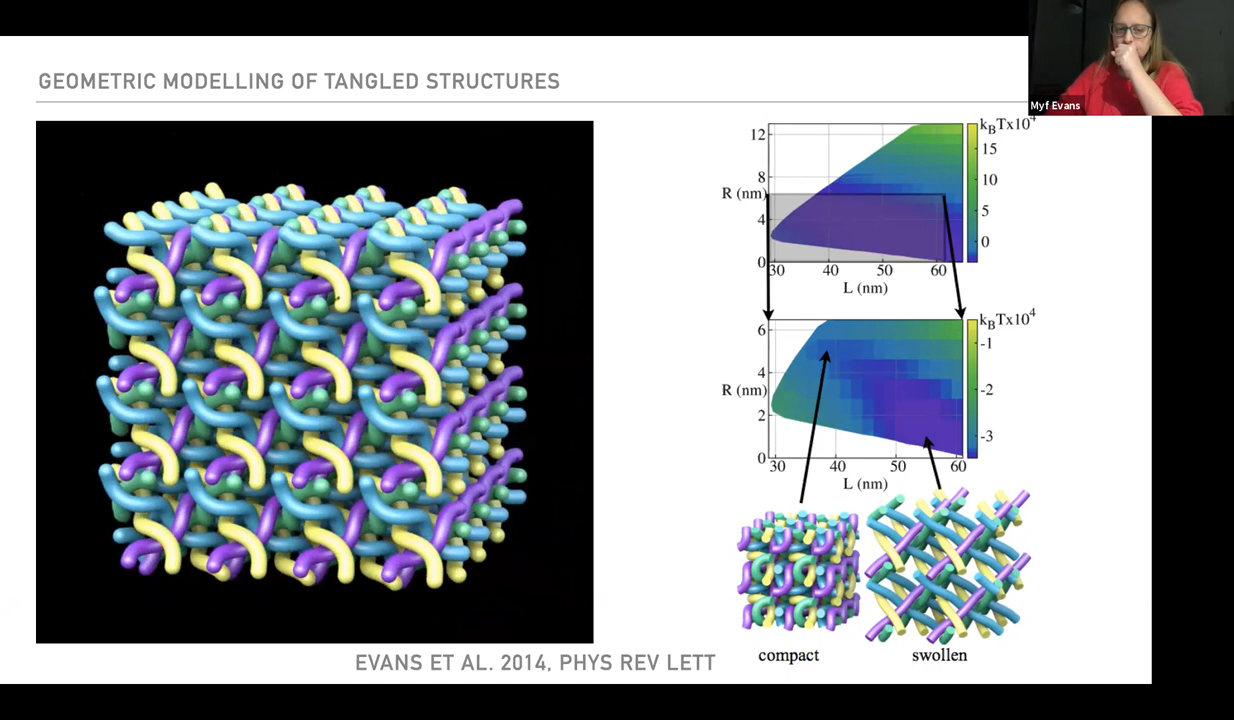 GEOMETRIC MODELLING OF TANGLED STRUCTURES
Myf Evans
12
8
R (nm)
4
0
30 40 50 60
L (nm)
k_BTx10^4
15
10
5
0
6
4
R (nm)
2
0
30 40 50 60
L (nm)
k_BTx10^4
-1
-2
-3
compact swollen
EVANS ET AL. 2014, PHYS REV LETT